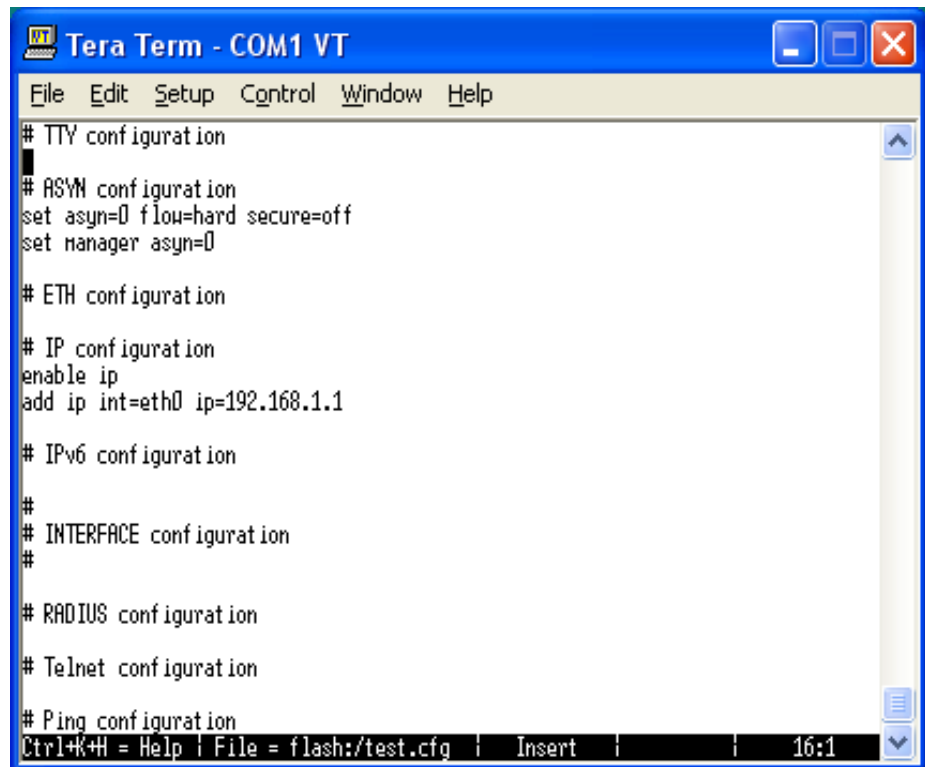 Tera Term - COM1 VT
File Edit Setup Control Window Help
# TTY configuration
# ASYN configuration
set asyn=0 flow=hard secure=off
set manager asyn=0
# ETH configuration
# IP configuration
enable ip
add ip int=eth0 ip=192.168.1.1
# IPv6 configuration
#
# INTERFACE configuration
#
# RADIUS configuration
# Telnet configuration
# Ping configuration
Ctrl+K+H = Help | File = flash:/test.cfg | Insert | | 16:1